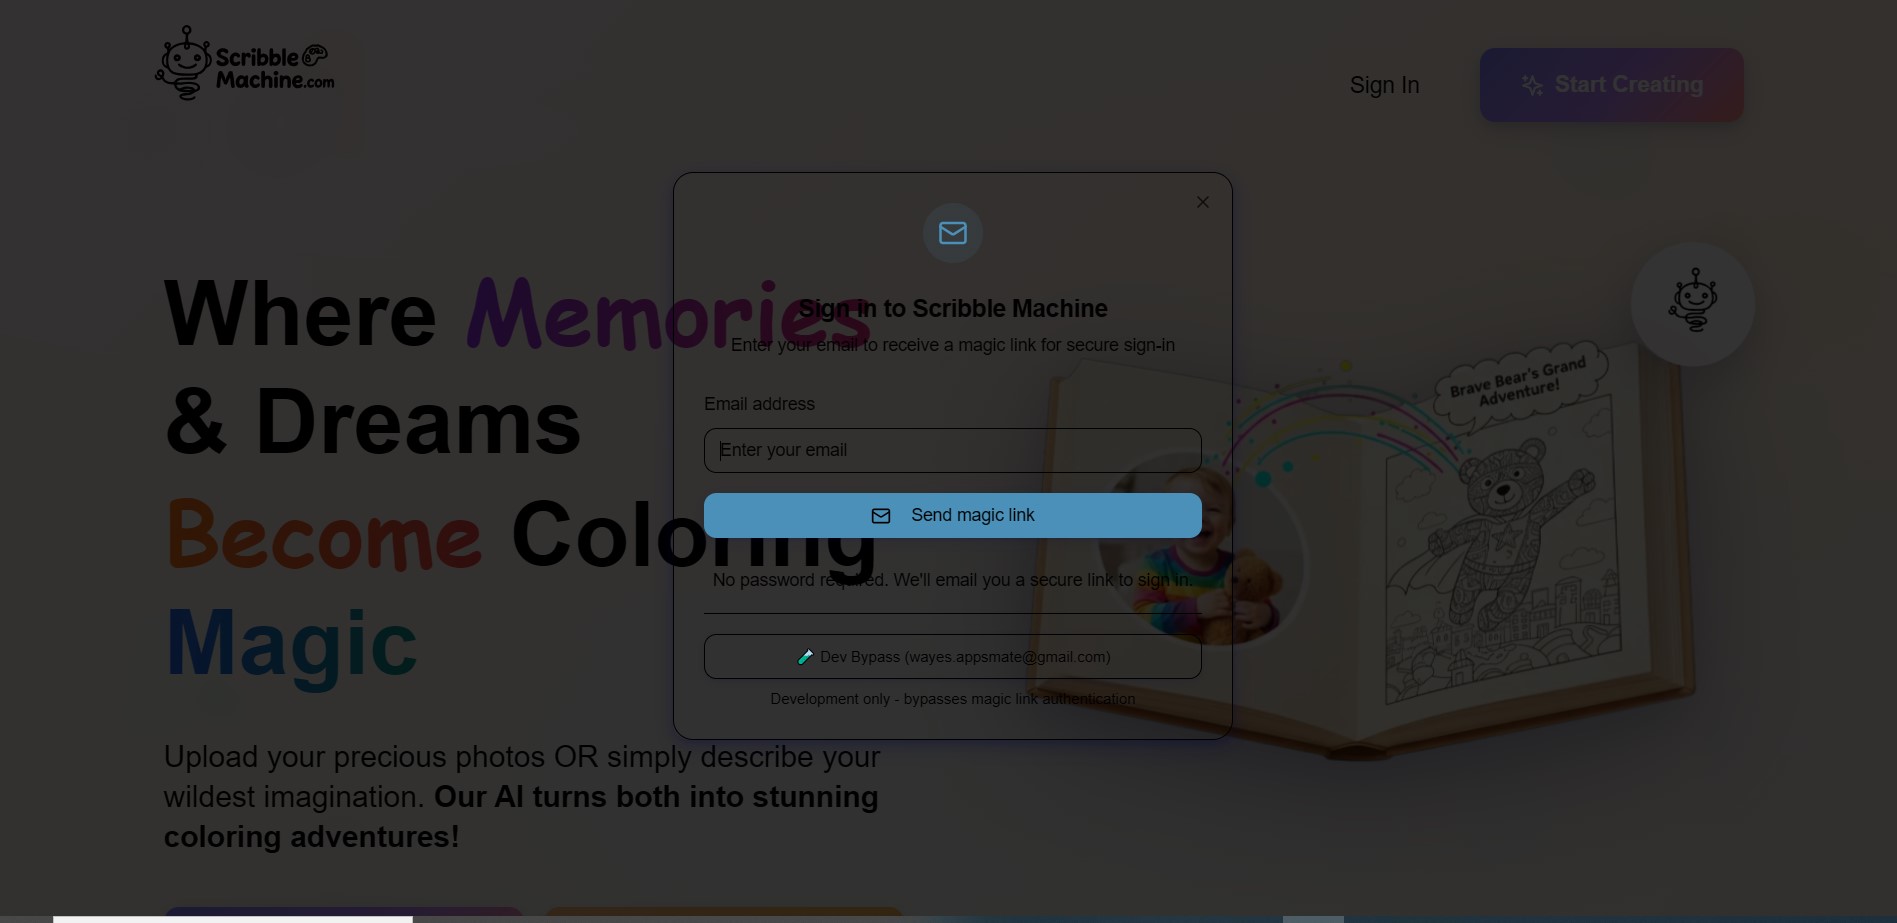 Scribble
Machine.com
Sign In
Start Creating
Where Memories
& Dreams
Become Coloring
Magic
Upload your precious photos OR simply describe your
wildest imagination. Our AI turns both into stunning
coloring adventures!
Sign in to Scribble Machine
Enter your email to receive a magic link for secure sign-in
Email address
Enter your email
Send magic link
No password required. We'll email you a secure link to sign in.
Dev Bypass (wayes.appsmate@gmail.com)
Development only - bypasses magic link authentication
Brave Bear's Grand
Adventure!